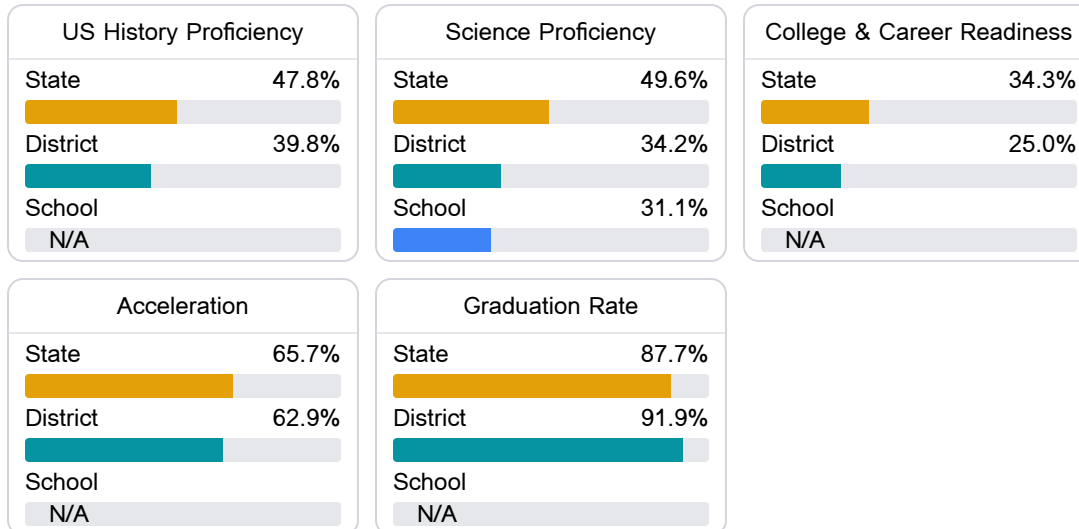 US History Proficiency
State 47.8%
District 39.8%
School
N/A
Science Proficiency
State 49.6%
District 34.2%
School 31.1%
College & Career Readiness
State 34.3%
District 25.0%
School
N/A
Acceleration
State 65.7%
District 62.9%
School
N/A
Graduation Rate
State 87.7%
District 91.9%
School
N/A